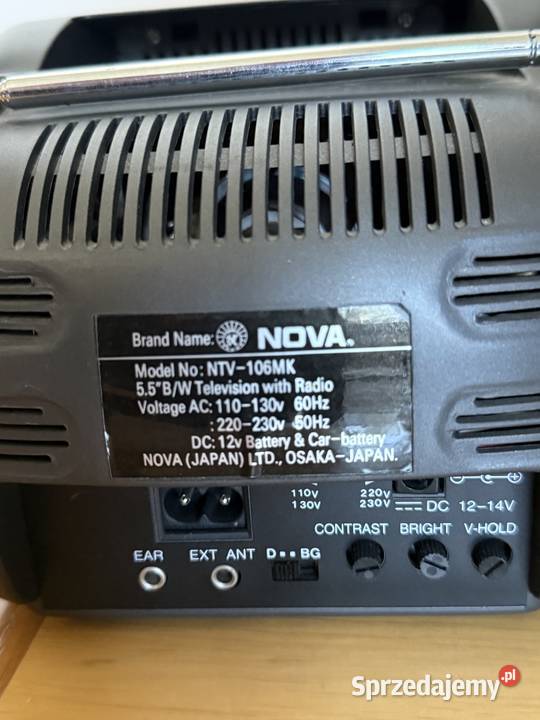 Brand Name: NOVA®
Model No: NTV-106MK
5.5"B/W Television with Radio
Voltage AC: 110-130v 60Hz
: 220-230v 50Hz
DC: 12v Battery & Car-battery
NOVA (JAPAN) LTD., OSAKA-JAPAN.
110V 220V
130V 230V DC 12-14V
CONTRAST BRIGHT V-HOLD
EAR EXT ANT D BG
Sprzedajemy.pl